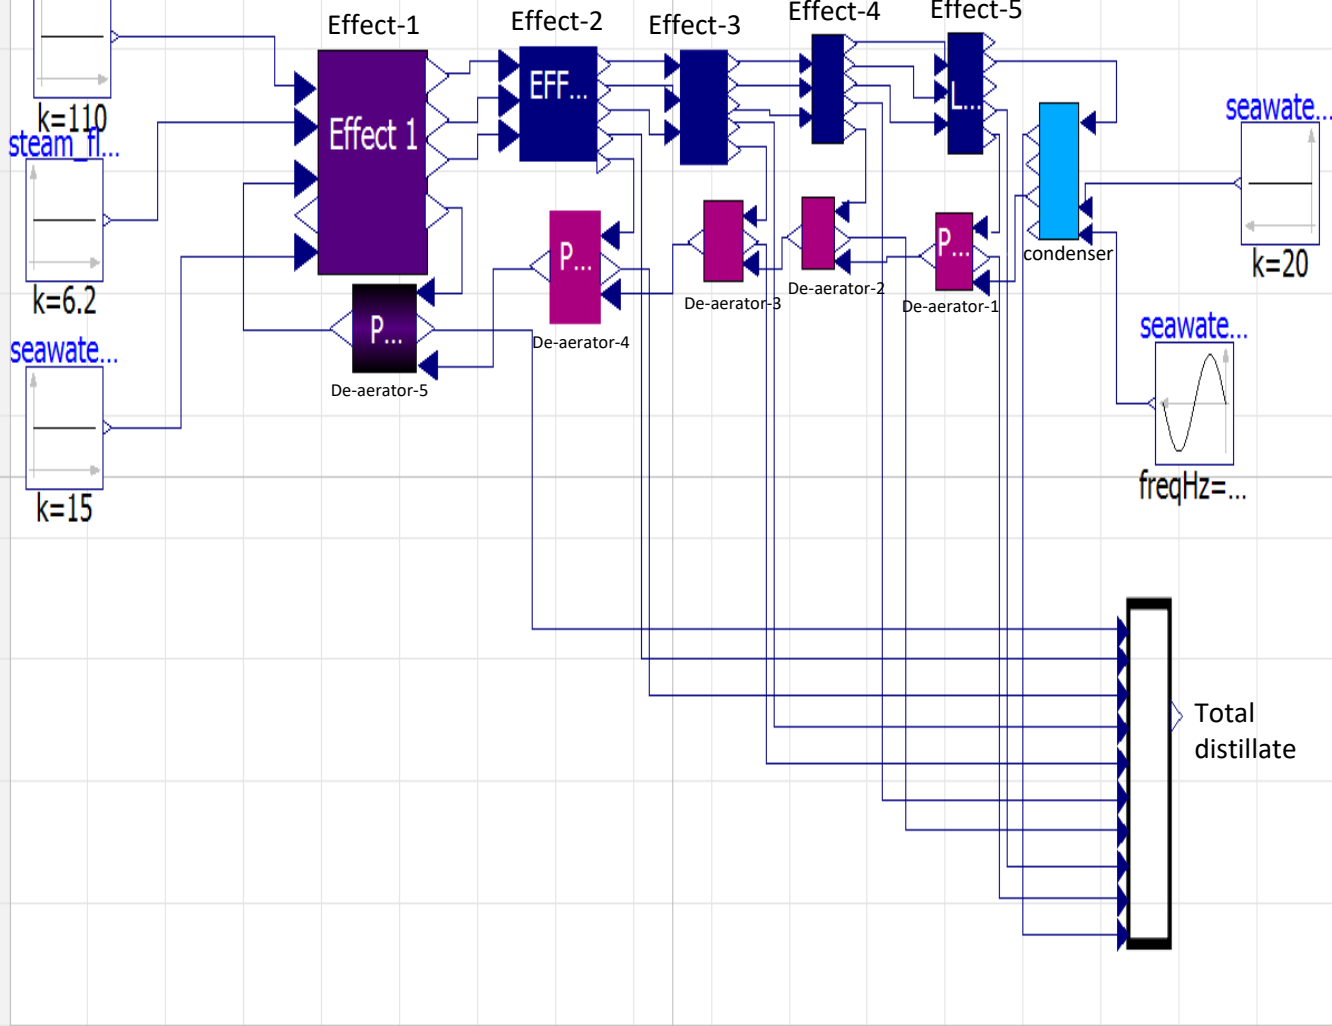 Effect-1
Effect-2
Effect-3
Effect-4
Effect-5
k=110
steam_fl...
k=6.2
seawate...
k=15
Effect 1
EFF...
L...
P...
De-aerator-5
P...
De-aerator-4
De-aerator-3
De-aerator-2
P...
De-aerator-1
condenser
seawate...
k=20
seawate...
freqHz=...
Total
distillate